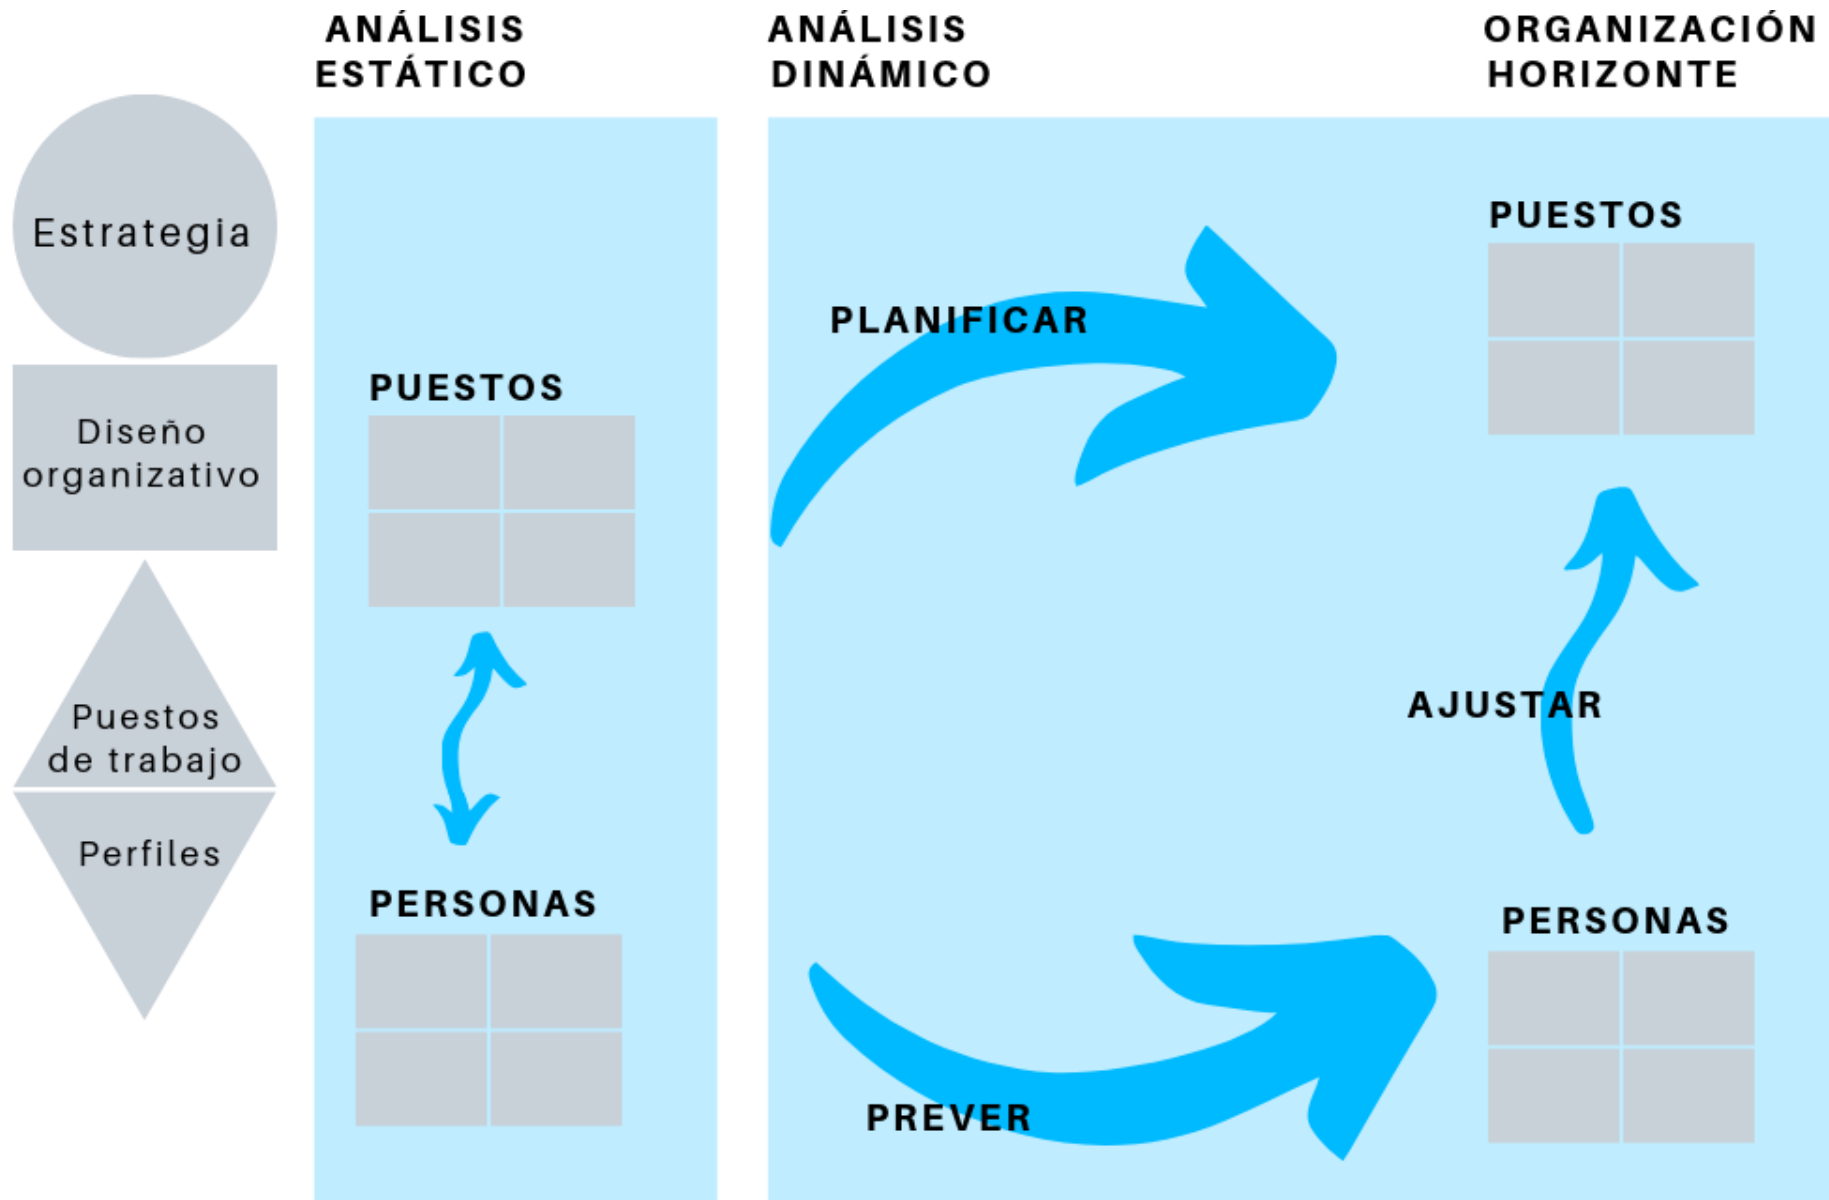 ANÁLISIS
ESTÁTICO
ANÁLISIS
DINÁMICO
ORGANIZACIÓN
HORIZONTE
Estrategia
Diseño
organizativo
Puestos
de trabajo
Perfiles
PUESTOS
PERSONAS
PLANIFICAR
PREVER
PUESTOS
AJUSTAR
PERSONAS